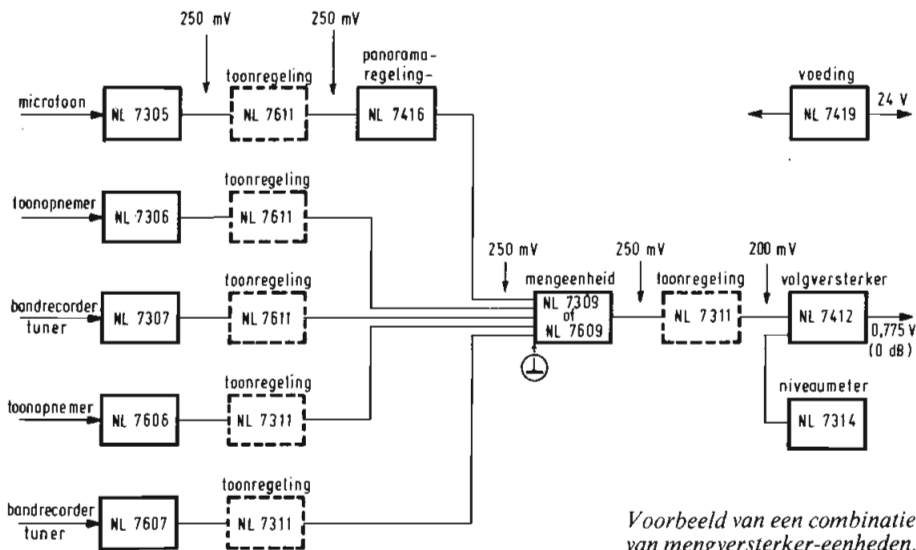 250 mV
250 mV
microfoon
NL 7305
toonregeling
NL 7611
panorama-
regeling-
NL 7416
voeding
NL 7419
24 V
toonopnemer
NL 7306
toonregeling
NL 7611
bandrecorder
tuner
NL 7307
toonregeling
NL 7611
250 mV
mengeenheid
NL 7309
of
NL 7609
250 mV
toonregeling
NL 7311
200 mV
volgversterker
NL 7412
0,775 V
(0 dB)
niveaumeter
NL 7314
toonopnemer
NL 7606
toonregeling
NL 7311
bandrecorder
tuner
NL 7607
toonregeling
NL 7311
Voorbeeld van een combinatie
van mengversterker-eenheden.